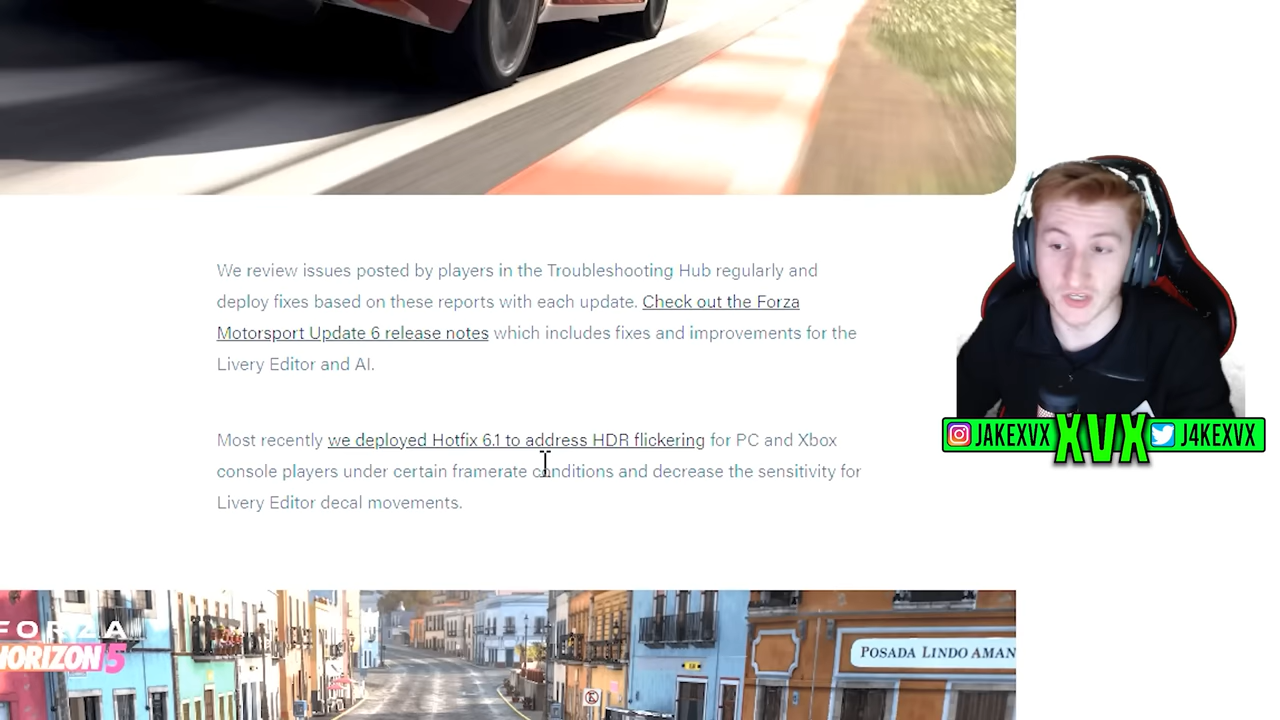 We review issues posted by players in the Troubleshooting Hub regularly and
deploy fixes based on these reports with each update. Check out the Forza
Motorsport Update 6 release notes which includes fixes and improvements for the
Livery Editor and AI.
Most recently we deployed Hotfix 6.1 to address HDR flickering for PC and Xbox
console players under certain framerate conditions and decrease the sensitivity for
Livery Editor decal movements.
JAKEXVX XVX J4KEXVX
FORZA
HORIZON 5
POSADA LINDO AMAN